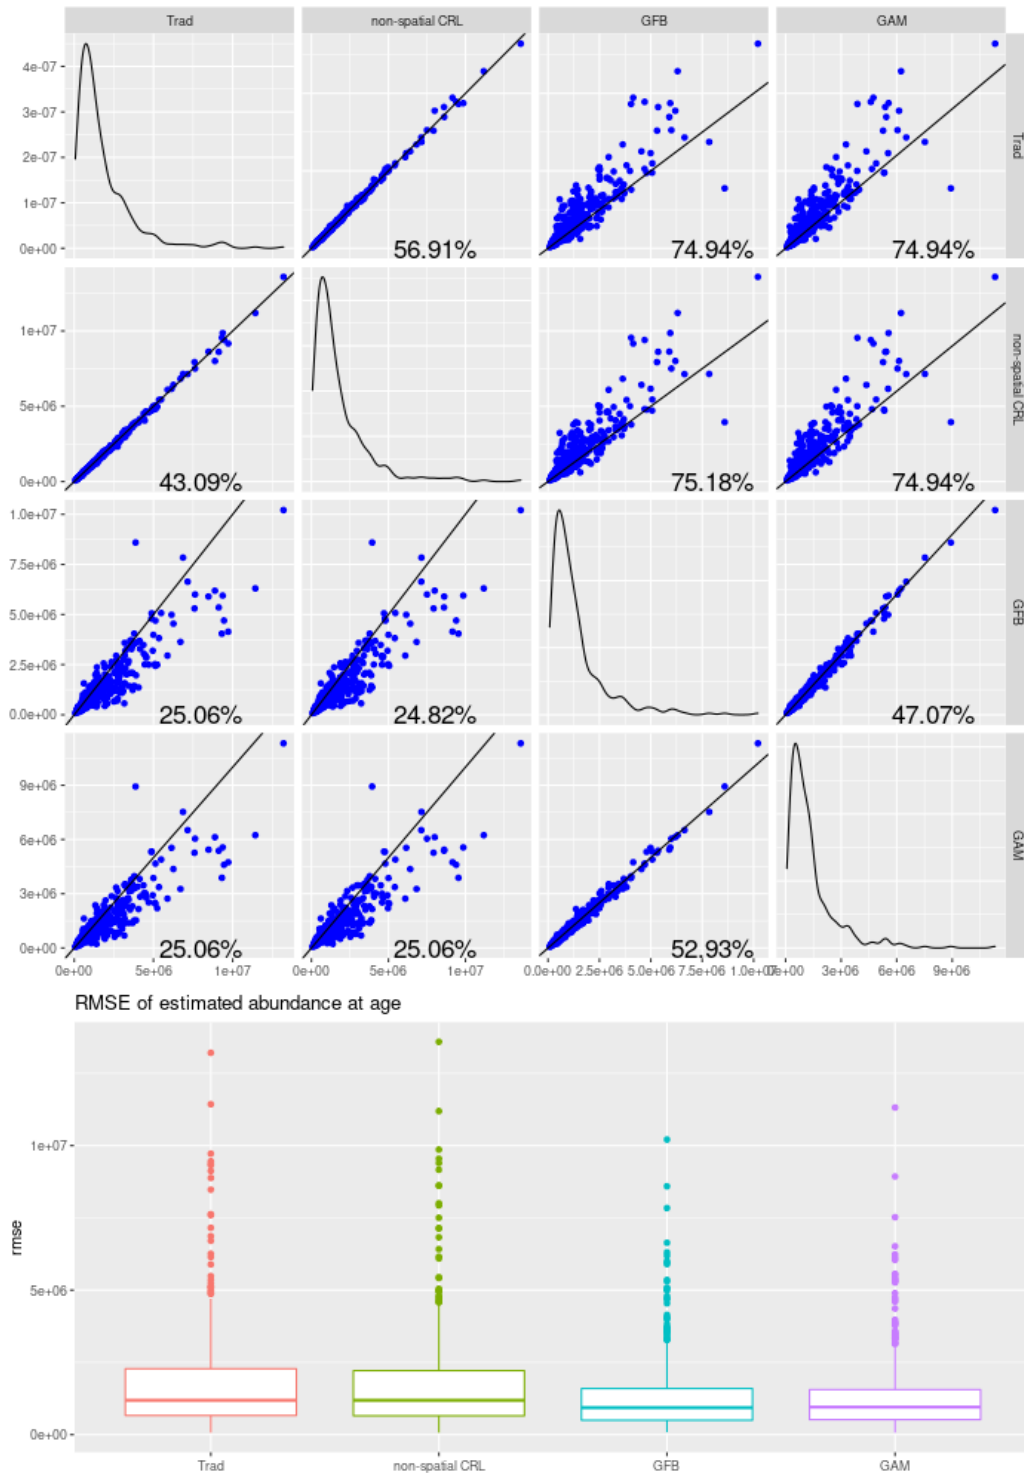 Trad non-spatial CRL GFB GAM
4e-07
3e-07
2e-07
1e-07
0e+00
56.91% 74.94% 74.94%
Trad
1e+07
5e+06
0e+00
43.09% 75.18% 74.94%
non-spatial CRL
1.0e+07
7.5e+06
5.0e+06
2.5e+06
0.0e+00
25.06% 24.82% 47.07%
GFB
9e+06
6e+06
3e+06
0e+00
25.06% 25.06% 52.93%
GAM
0e+00 5e+06 1e+07 0e+00 5e+06 1e+07 0.0e+00 2.5e+06 5.0e+06 7.5e+06 1.0e+07 0e+00 3e+06 6e+06 9e+06
RMSE of estimated abundance at age
rmse
1e+07
5e+06
0e+00
Trad non-spatial CRL GFB GAM